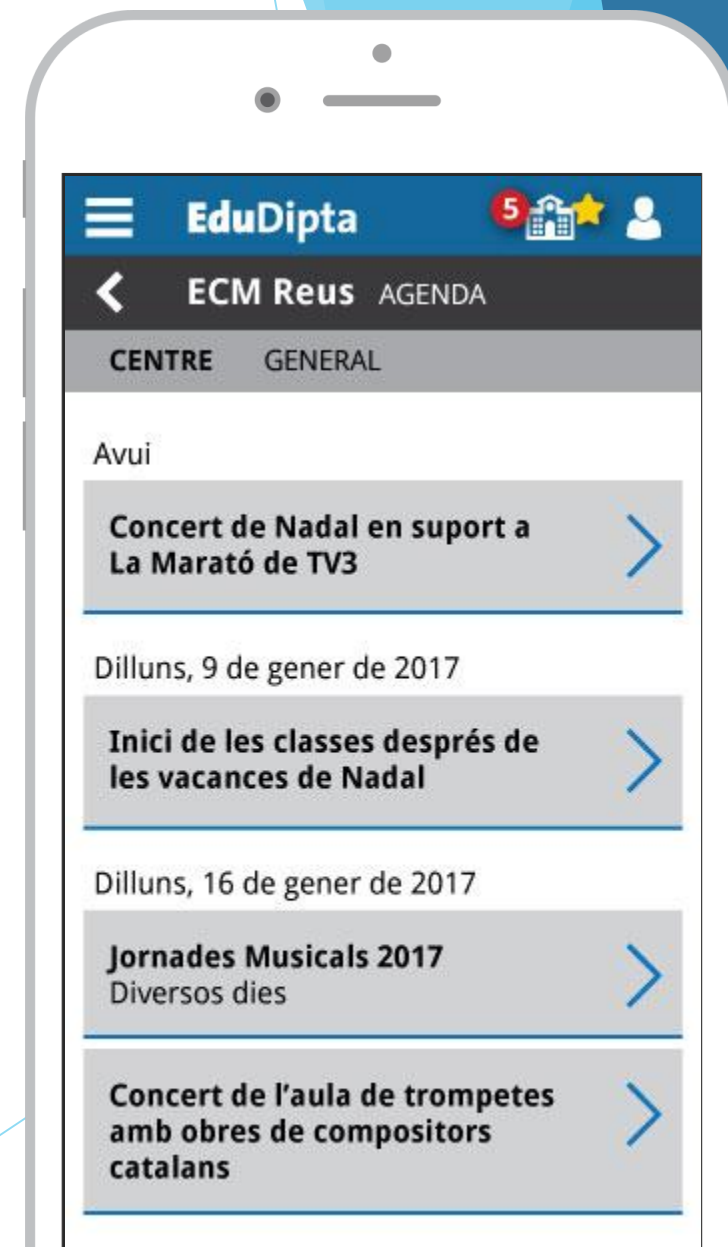 EduDipta 5
ECM Reus AGENDA
CENTRE GENERAL
Avui
Concert de Nadal en suport a
La Marató de TV3
Dilluns, 9 de gener de 2017
Inici de les classes després de
les vacances de Nadal
Dilluns, 16 de gener de 2017
Jornades Musicals 2017
Diversos dies
Concert de l’aula de trompetes
amb obres de compositors
catalans